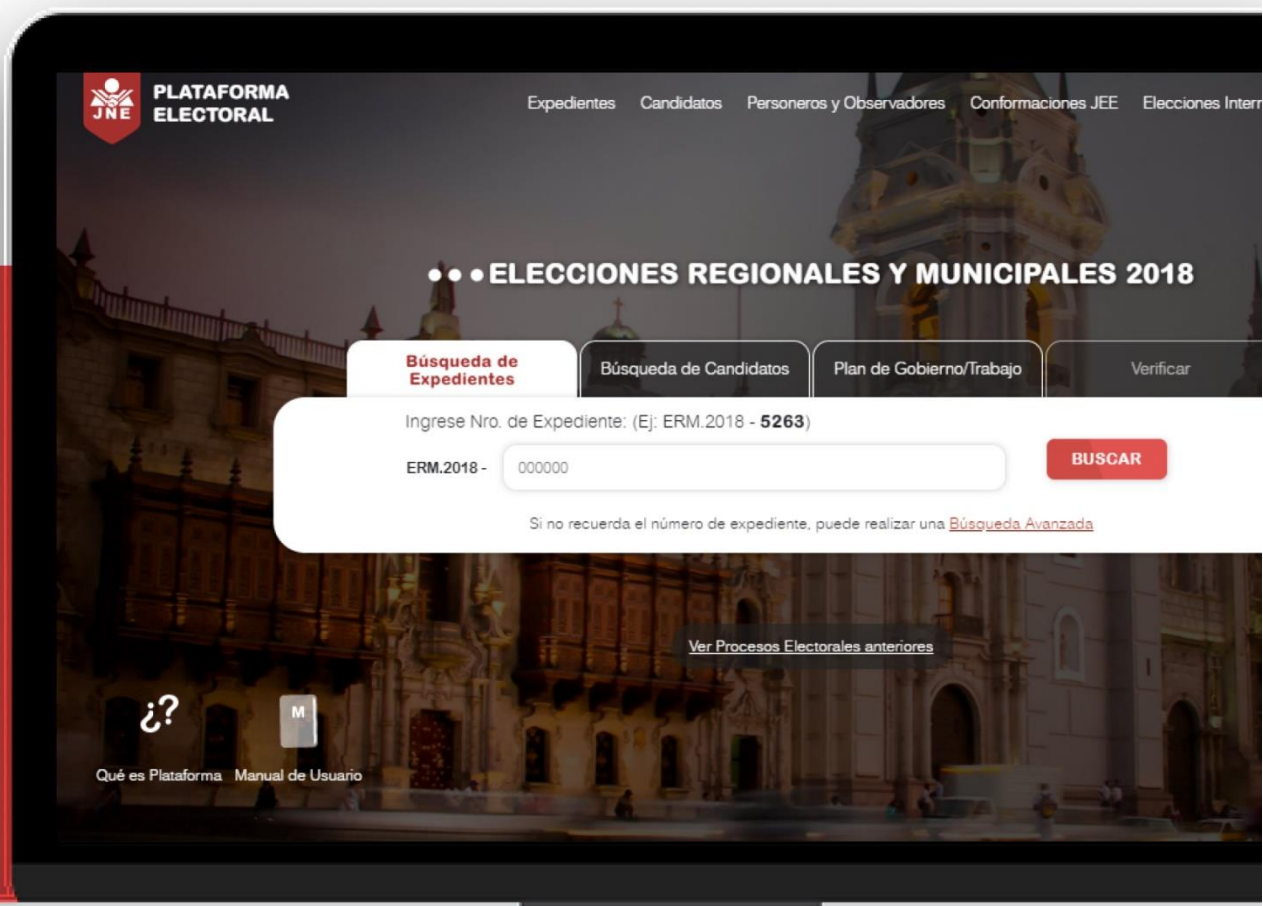 JNE
PLATAFORMA
ELECTORAL
Expedientes Candidatos Personeros y Observadores Conformaciones JEE Elecciones
ELECCIONES REGIONALES Y MUNICIPALES 2018
Búsqueda de
Expedientes
Búsqueda de Candidatos
Plan de Gobierno/Trabajo
Verificar
Ingrese Nro. de Expediente: (Ej: ERM.2018 - 5263)
ERM.2018 - 000000
BUSCAR
Si no recuerda el número de expediente, puede realizar una Búsqueda Avanzada
Ver Procesos Electorales anteriores
¿?
M
Qué es Plataforma Manual de Usuario